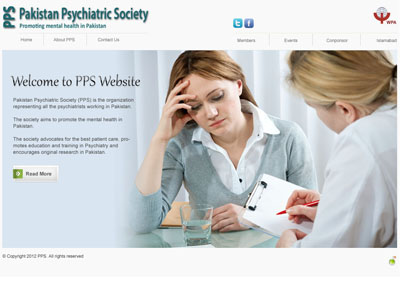 PPS Pakistan Psychiatric Society
Promoting mental health in Pakistan
WPA
Home About PPS Contact Us Members Events Componsor Islamabad
Welcome to PPS Website
Pakistan Psychiatric Society (PPS) is the organization
representing all the psychiatrists working in Pakistan.
The society aims to promote the mental health in
Pakistan.
The society advocates for the best patient care, pro-
motes education and training in Psychiatry and
encourages original research in Pakistan.
Read More
© Copyright 2012 PPS. All rights reserved